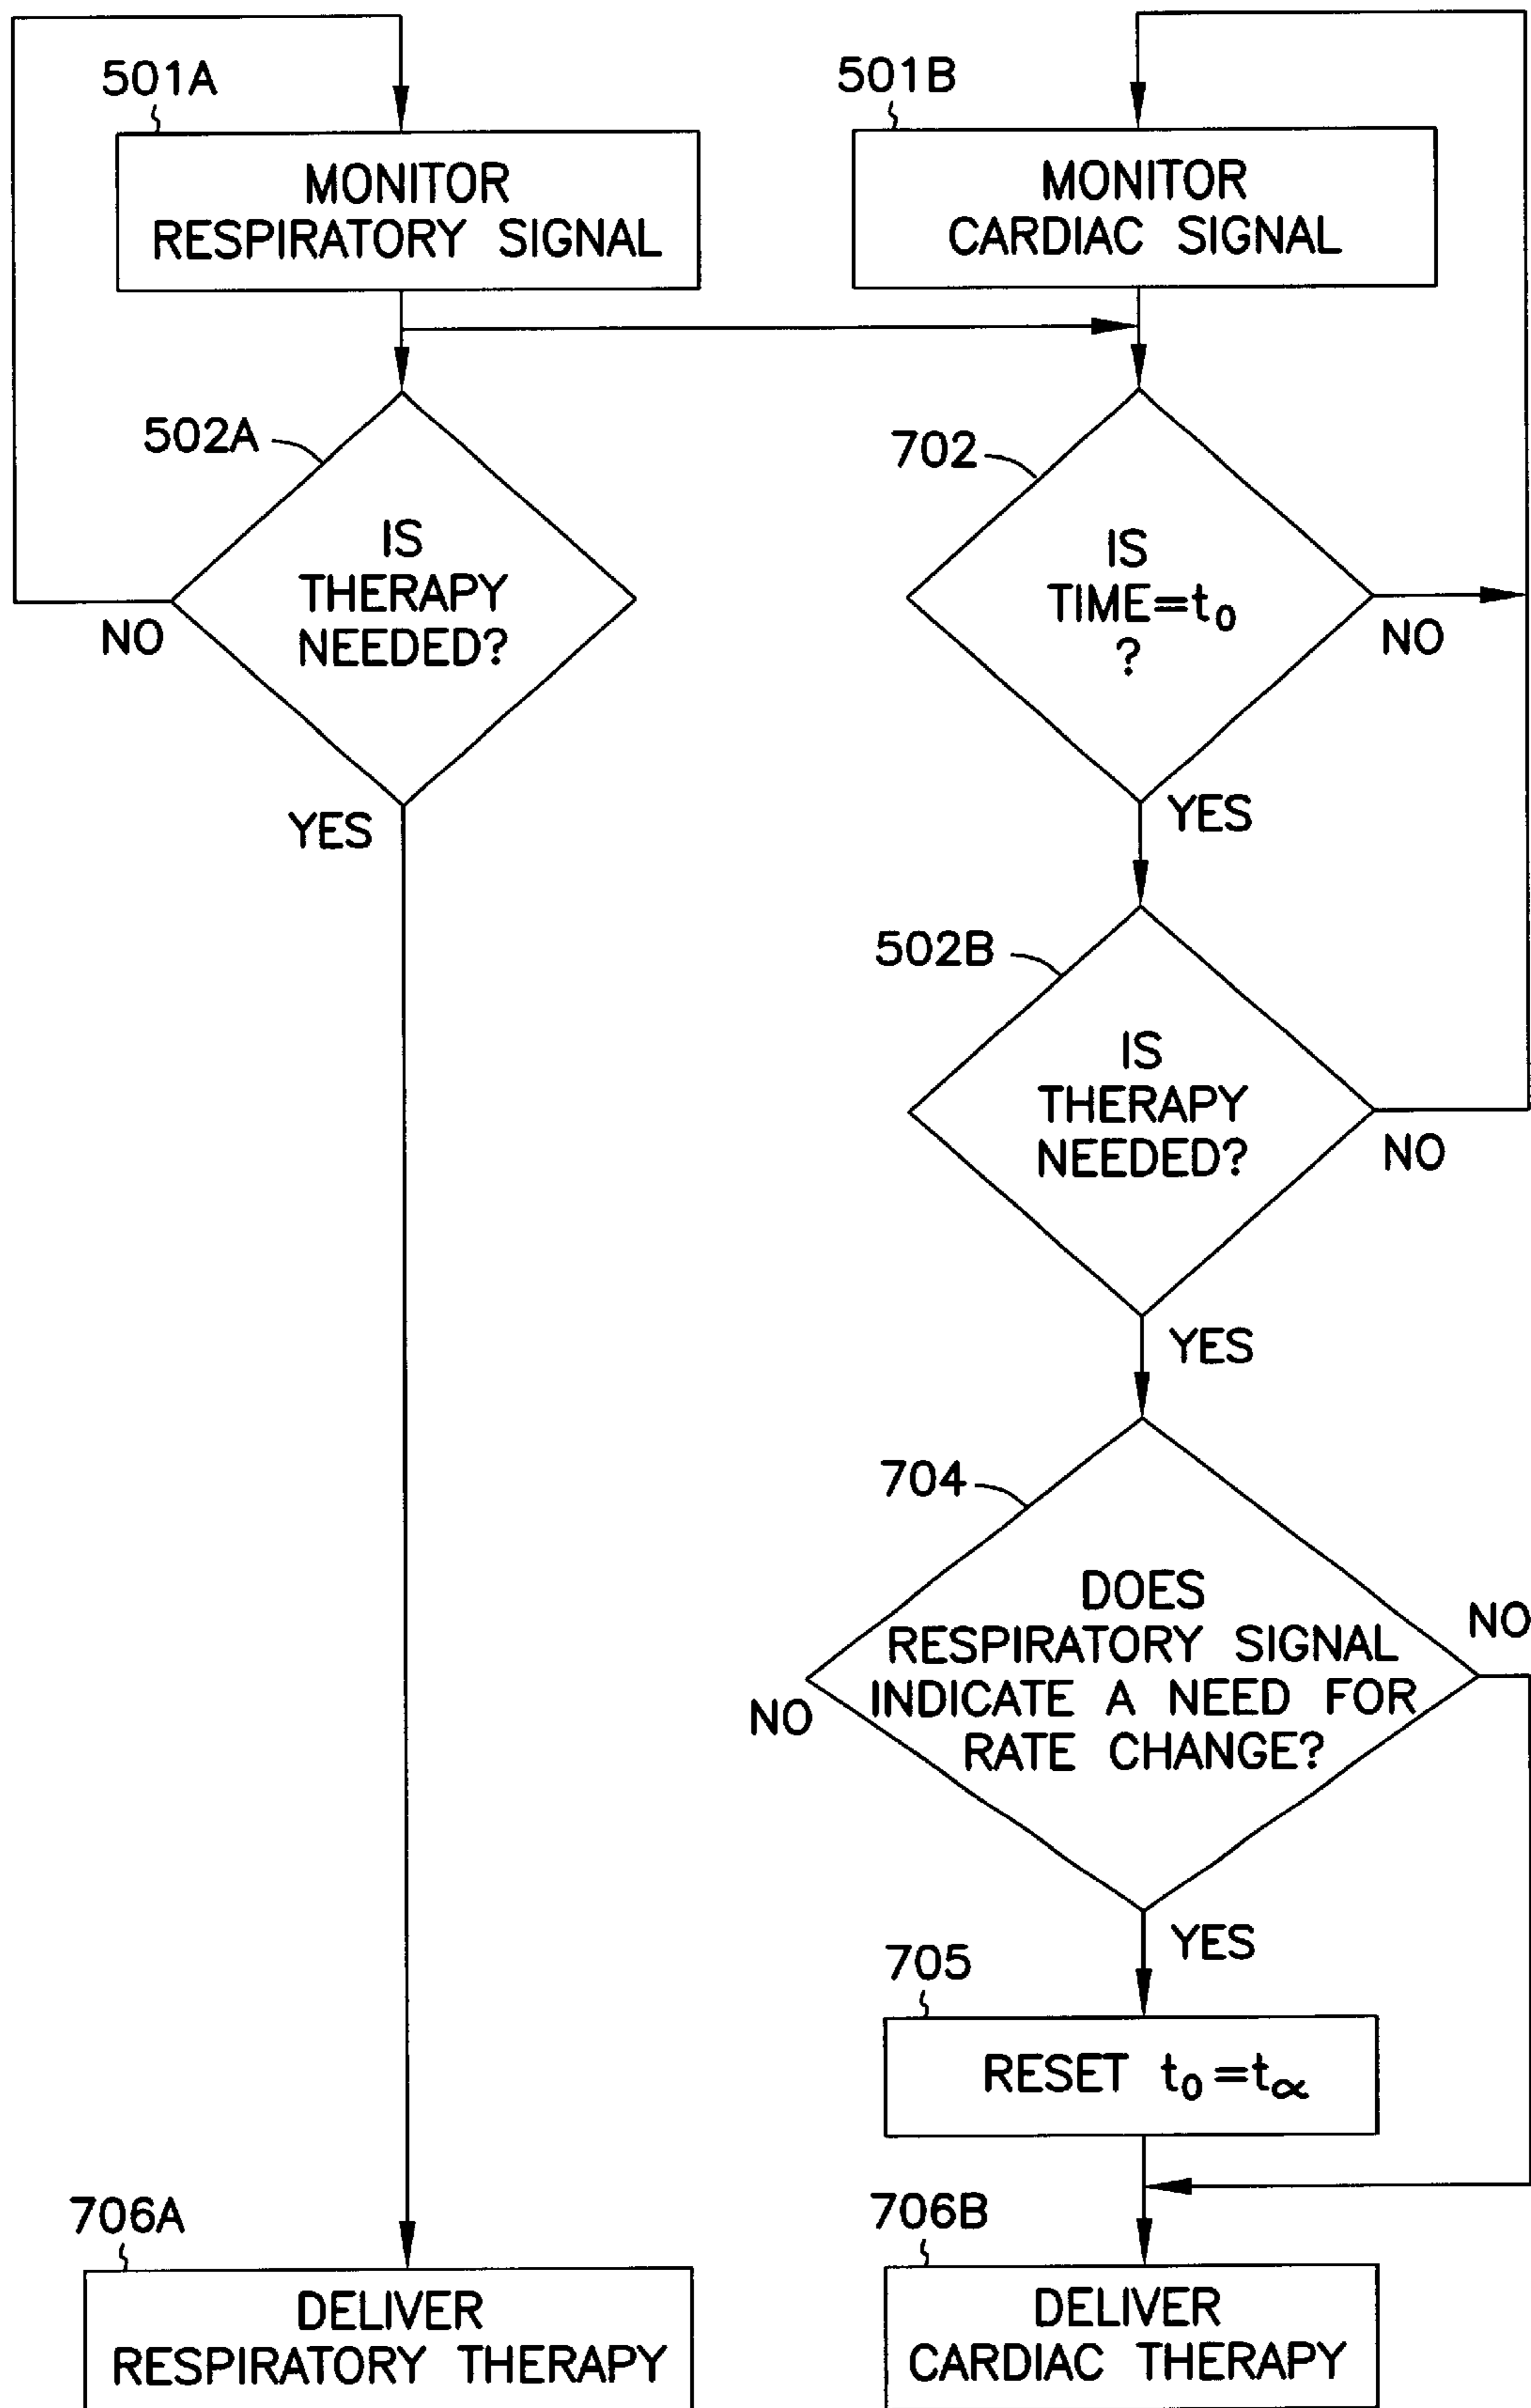 501A
MONITOR
RESPIRATORY SIGNAL
502A
IS
THERAPY
NEEDED?
NO
YES
706A
DELIVER
RESPIRATORY THERAPY
501B
MONITOR
CARDIAC SIGNAL
702
IS
TIME=t₀
?
NO
YES
502B
IS
THERAPY
NEEDED?
NO
YES
704
DOES
RESPIRATORY SIGNAL
INDICATE A NEED FOR
RATE CHANGE?
NO
NO
YES
705
RESET t₀=t∝
706B
DELIVER
CARDIAC THERAPY